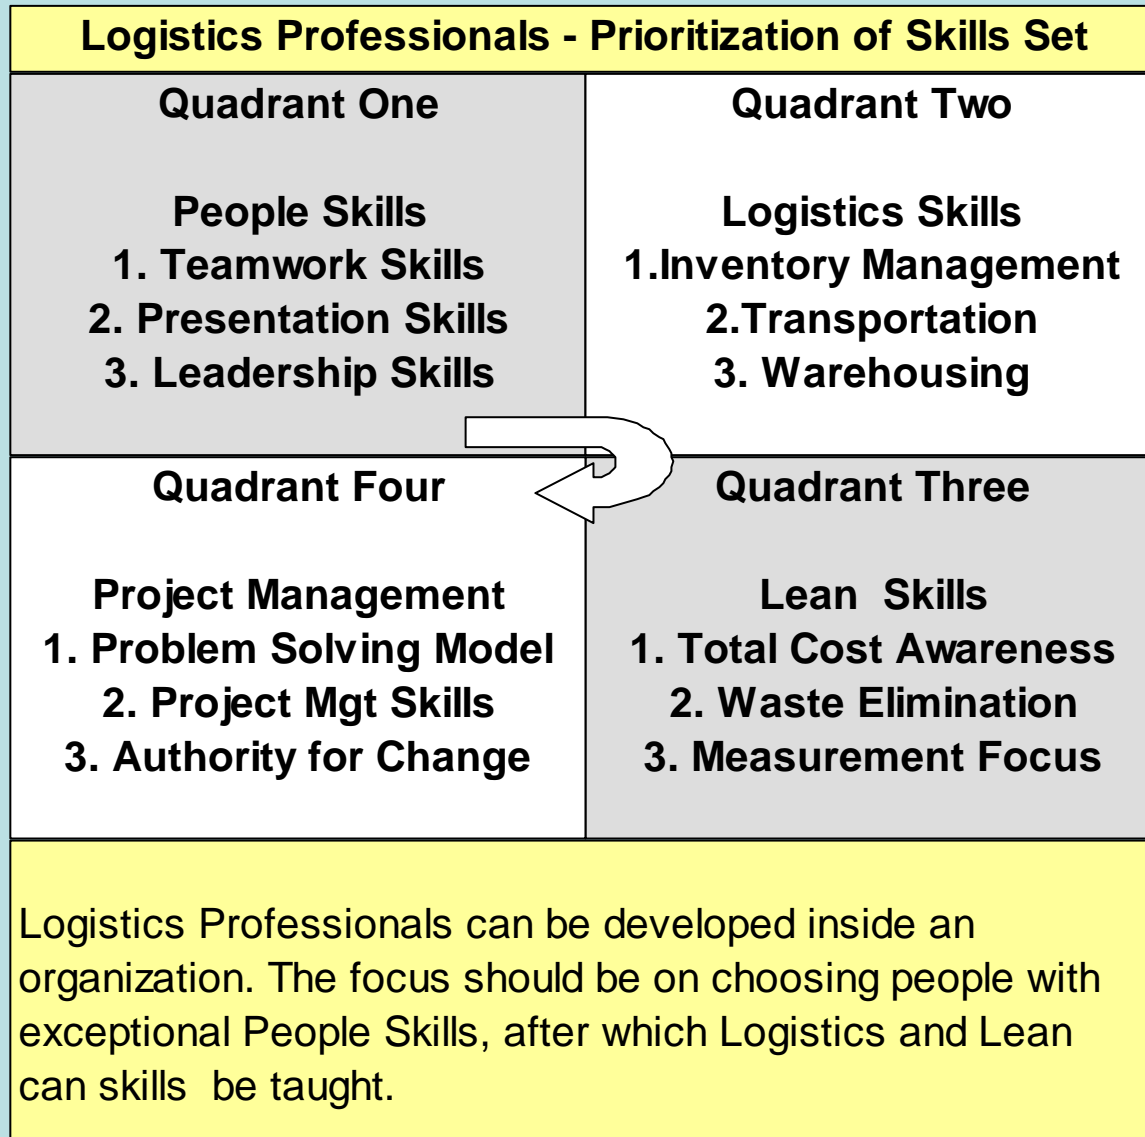 Logistics Professionals - Prioritization of Skills Set
Quadrant One
People Skills
1. Teamwork Skills
2. Presentation Skills
3. Leadership Skills
Quadrant Two
Logistics Skills
1.Inventory Management
2.Transportation
3. Warehousing
Quadrant Four
Project Management
1. Problem Solving Model
2. Project Mgt Skills
3. Authority for Change
Quadrant Three
Lean  Skills
1. Total Cost Awareness
2. Waste Elimination
3. Measurement Focus
Logistics Professionals can be developed inside an
organization. The focus should be on choosing people with
exceptional People Skills, after which Logistics and Lean
can skills  be taught.